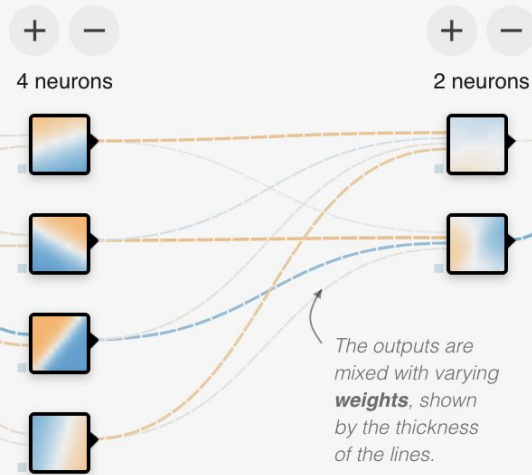 + − + −
4 neurons 2 neurons
The outputs are
mixed with varying
weights, shown
by the thickness
of the lines.